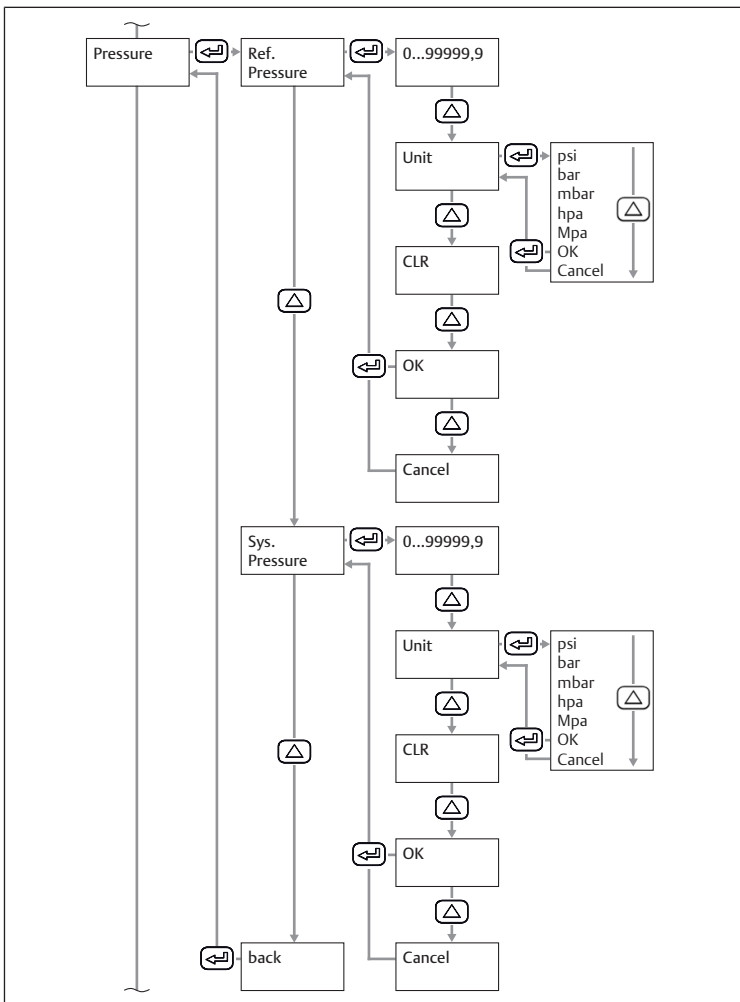 Pressure
Ref.
Pressure
0...99999,9
Unit
psi
bar
mbar
hpa
Mpa
OK
Cancel
CLR
OK
Cancel
Sys.
Pressure
0...99999,9
Unit
psi
bar
mbar
hpa
Mpa
OK
Cancel
CLR
OK
Cancel
back